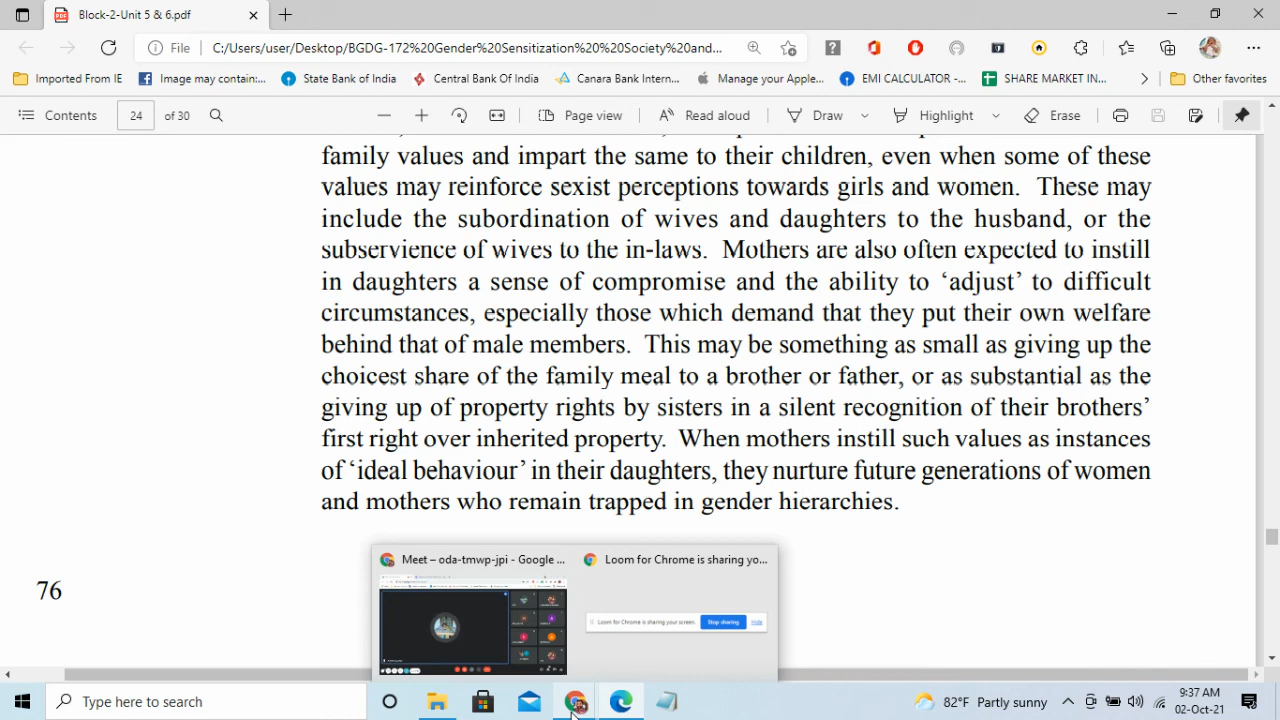 Block-2-Unit 5 & 6.pdf
File C:/Users/user/Desktop/BGDG-172%20Gender%20Sensitization%20%20Society%20and...
Imported From IE Image may contain:... State Bank of India Central Bank Of India Canara Bank Intern... Manage your Apple... EMI CALCULATOR -... SHARE MARKET IN... Other favorites
Contents 24 of 30 Page view Read aloud Draw Highlight Erase
family values and impart the same to their children, even when some of these
values may reinforce sexist perceptions towards girls and women. These may
include the subordination of wives and daughters to the husband, or the
subservience of wives to the in-laws. Mothers are also often expected to instill
in daughters a sense of compromise and the ability to ‘adjust’ to difficult
circumstances, especially those which demand that they put their own welfare
behind that of male members. This may be something as small as giving up the
choicest share of the family meal to a brother or father, or as substantial as the
giving up of property rights by sisters in a silent recognition of their brothers’
first right over inherited property. When mothers instill such values as instances
of ‘ideal behaviour’ in their daughters, they nurture future generations of women
and mothers who remain trapped in gender hierarchies.
76
Meet – oda-tmwp-jpi - Google ... Loom for Chrome is sharing yo...
Loom for Chrome is sharing your screen. Stop sharing Hide
Type here to search
82°F Partly sunny
9:37 AM
02-Oct-21